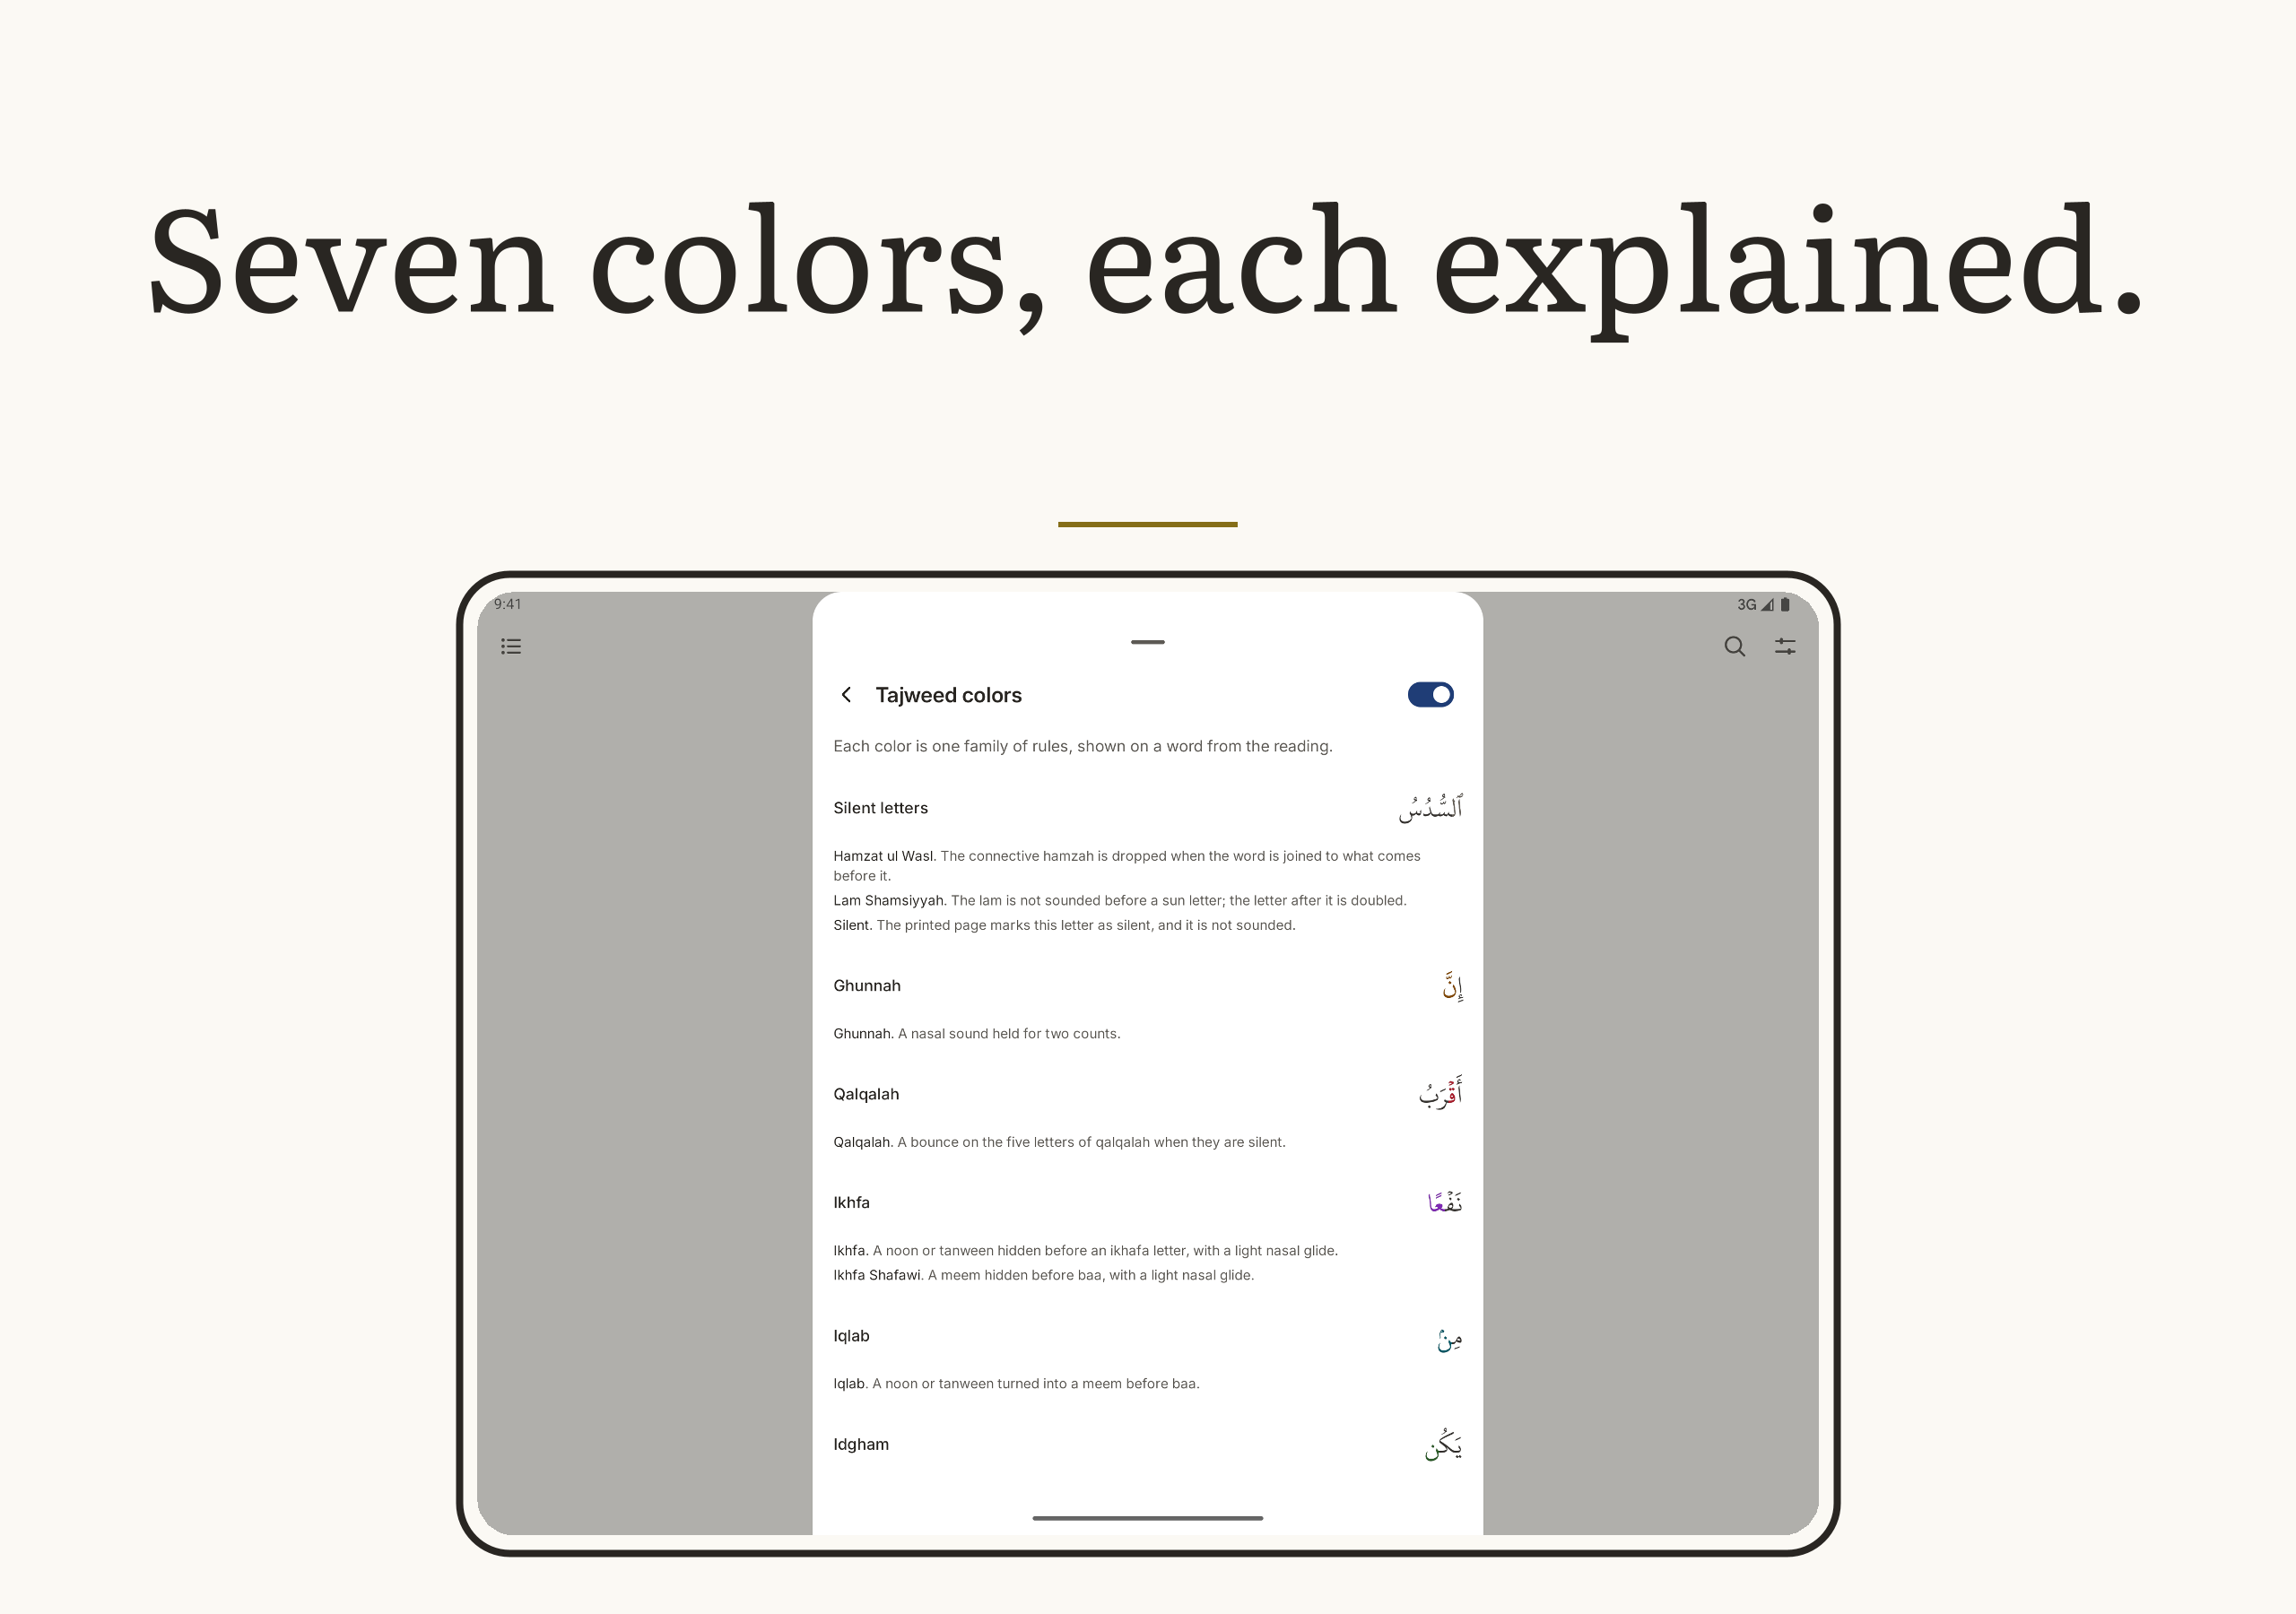 Seven colors, each explained.
9:41
3G
Tajweed colors
Each color is one family of rules, shown on a word from the reading.
Silent letters
ٱلسُّدُسُ
Hamzat ul Wasl. The connective hamzah is dropped when the word is joined to what comes
before it.
Lam Shamsiyyah. The lam is not sounded before a sun letter; the letter after it is doubled.
Silent. The printed page marks this letter as silent, and it is not sounded.
Ghunnah
إِنَّ
Ghunnah. A nasal sound held for two counts.
Qalqalah
أَقۡرَبُ
Qalqalah. A bounce on the five letters of qalqalah when they are silent.
Ikhfa
نَفۡعًا
Ikhfa. A noon or tanween hidden before an ikhafa letter, with a light nasal glide.
Ikhfa Shafawi. A meem hidden before baa, with a light nasal glide.
Iqlab
مِنۢ
Iqlab. A noon or tanween turned into a meem before baa.
Idgham
يَكُن